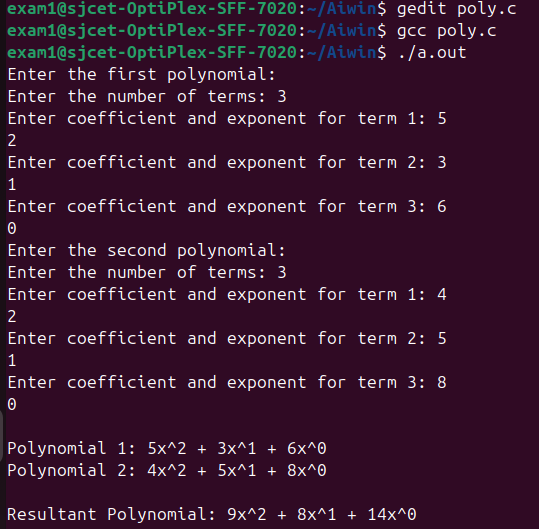 exam1@sjcet-OptiPlex-SFF-7020:~/Aiwin$ gedit poly.c
exam1@sjcet-OptiPlex-SFF-7020:~/Aiwin$ gcc poly.c
exam1@sjcet-OptiPlex-SFF-7020:~/Aiwin$ ./a.out
Enter the first polynomial:
Enter the number of terms: 3
Enter coefficient and exponent for term 1: 5
2
Enter coefficient and exponent for term 2: 3
1
Enter coefficient and exponent for term 3: 6
0
Enter the second polynomial:
Enter the number of terms: 3
Enter coefficient and exponent for term 1: 4
2
Enter coefficient and exponent for term 2: 5
1
Enter coefficient and exponent for term 3: 8
0
Polynomial 1: 5x^2 + 3x^1 + 6x^0
Polynomial 2: 4x^2 + 5x^1 + 8x^0
Resultant Polynomial: 9x^2 + 8x^1 + 14x^0